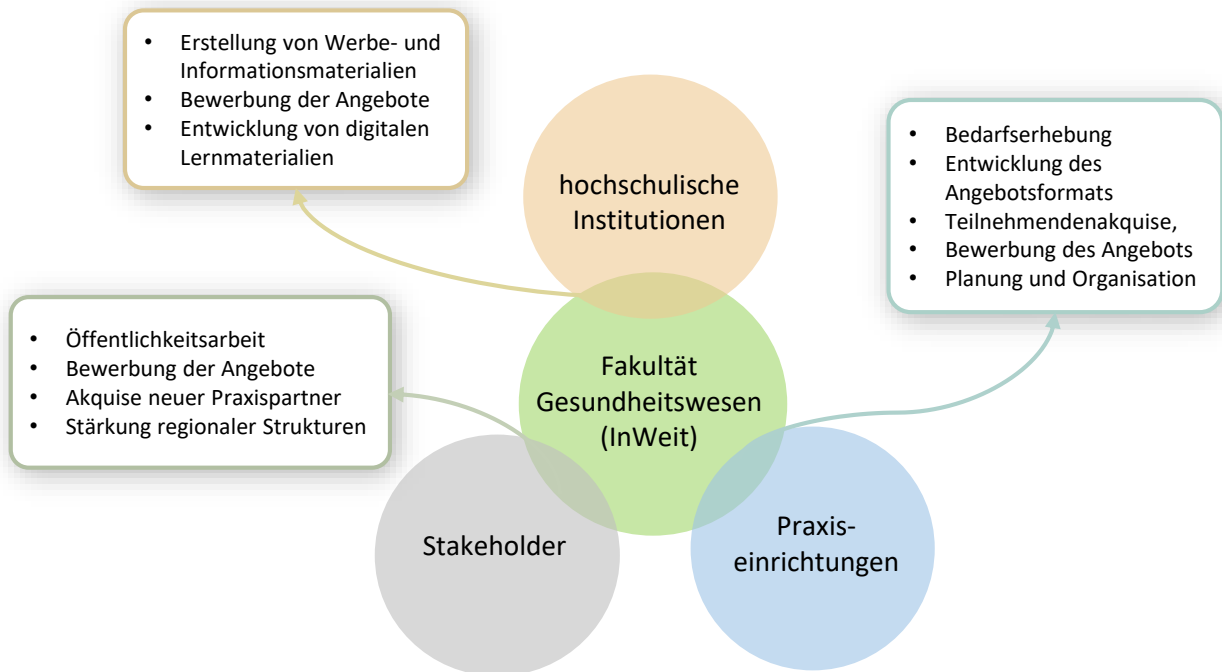 • Erstellung von Werbe- und
Informationsmaterialien
• Bewerbung der Angebote
• Entwicklung von digitalen
Lernmaterialien
hochschulische
Institutionen
• Bedarfserhebung
• Entwicklung des
Angebotsformats
• Teilnehmendenakquise,
• Bewerbung des Angebots
• Planung und Organisation
• Öffentlichkeitsarbeit
• Bewerbung der Angebote
• Akquise neuer Praxispartner
• Stärkung regionaler Strukturen
Fakultät
Gesundheitswesen
(InWeit)
Stakeholder
Praxis-
einrichtungen